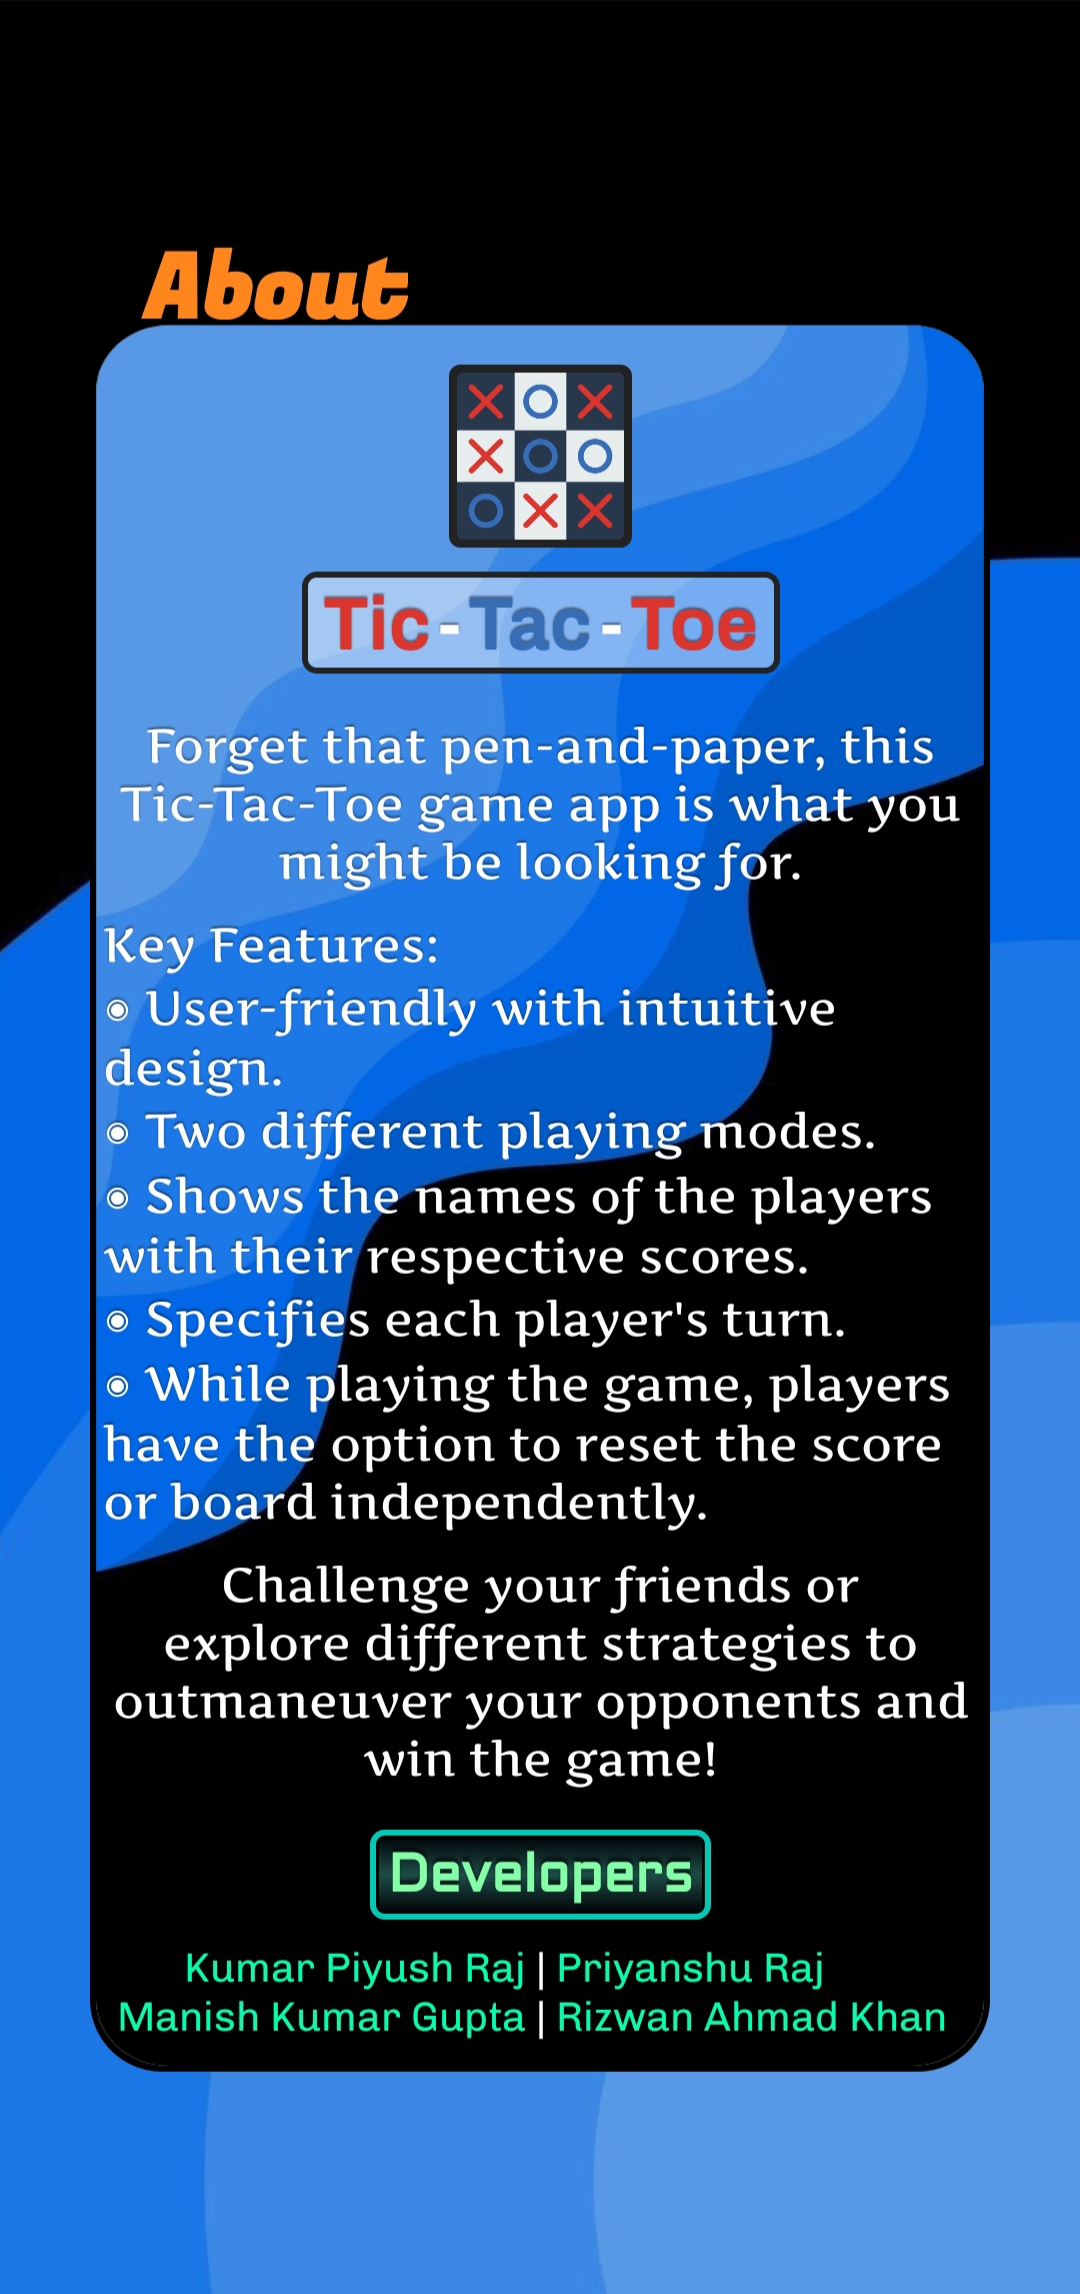 About
Tic-Tac-Toe
Forget that pen-and-paper, this
Tic-Tac-Toe game app is what you
might be looking for.
Key Features:
◉ User-friendly with intuitive
design.
◉ Two different playing modes.
◉ Shows the names of the players
with their respective scores.
◉ Specifies each player's turn.
◉ While playing the game, players
have the option to reset the score
or board independently.
Challenge your friends or
explore different strategies to
outmaneuver your opponents and
win the game!
Developers
Kumar Piyush Raj | Priyanshu Raj
Manish Kumar Gupta | Rizwan Ahmad Khan